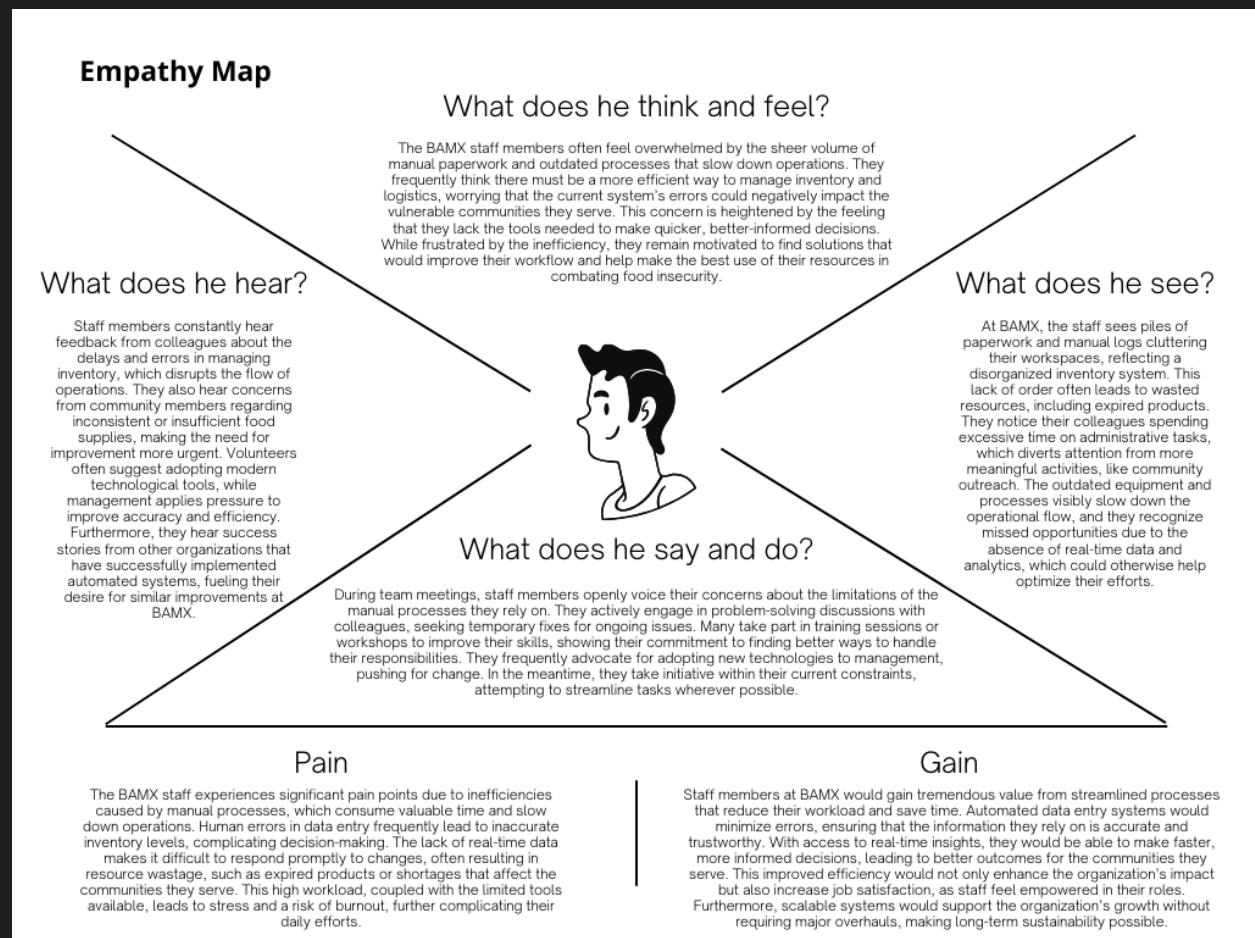 Empathy Map
What does he think and feel?
The BAMX staff members often feel overwhelmed by the sheer volume of
manual paperwork and outdated processes that slow down operations. They
frequently think there must be a more efficient way to manage inventory and
logistics, worrying that the current system's errors could negatively impact the
vulnerable communities they serve. This concern is heightened by the feeling
that they lack the tools needed to make quicker, better-informed decisions.
While frustrated by the inefficiency, they remain motivated to find solutions that
would improve their workflow and help make the best use of their resources in
combating food insecurity.
What does he hear?
Staff members constantly hear
feedback from colleagues about the
delays and errors in managing
inventory, which disrupts the flow of
operations. They also hear concerns
from community members regarding
inconsistent or insufficient food
supplies, making the need for
improvement more urgent. Volunteers
often suggest adopting modern
technological tools, while
management applies pressure to
improve accuracy and efficiency.
Furthermore, they hear success
stories from other organizations that
have successfully implemented
automated systems, fueling their
desire for similar improvements at
BAMX.
What does he see?
At BAMX, the staff sees piles of
paperwork and manual logs cluttering
their workspaces, reflecting a
disorganized inventory system. This
lack of order often leads to wasted
resources, including expired products.
They notice their colleagues spending
excessive time on administrative tasks,
which diverts attention from more
meaningful activities, like community
outreach. The outdated equipment and
processes visibly slow down the
operational flow, and they recognize
missed opportunities due to the
absence of real-time data and
analytics, which could otherwise help
optimize their efforts.
What does he say and do?
During team meetings, staff members openly voice their concerns about the limitations of the
manual processes they rely on. They actively engage in problem-solving discussions with
colleagues, seeking temporary fixes for ongoing issues. Many take part in training sessions or
workshops to improve their skills, showing their commitment to finding better ways to handle
their responsibilities. They frequently advocate for adopting new technologies to management,
pushing for change. In the meantime, they take initiative within their current constraints,
attempting to streamline tasks wherever possible.
Pain
The BAMX staff experiences significant pain points due to inefficiencies
caused by manual processes, which consume valuable time and slow
down operations. Human errors in data entry frequently lead to inaccurate
inventory levels, complicating decision-making. The lack of real-time data
makes it difficult to respond promptly to changes, often resulting in
resource wastage, such as expired products or shortages that affect the
communities they serve. This high workload, coupled with the limited tools
available, leads to stress and a risk of burnout, further complicating their
daily efforts.
Gain
Staff members at BAMX would gain tremendous value from streamlined processes
that reduce their workload and save time. Automated data entry systems would
minimize errors, ensuring that the information they rely on is accurate and
trustworthy. With access to real-time insights, they would be able to make faster,
more informed decisions, leading to better outcomes for the communities they
serve. This improved efficiency would not only enhance the organization's impact
but also increase job satisfaction, as staff feel empowered in their roles.
Furthermore, scalable systems would support the organization's growth without
requiring major overhauls, making long-term sustainability possible.